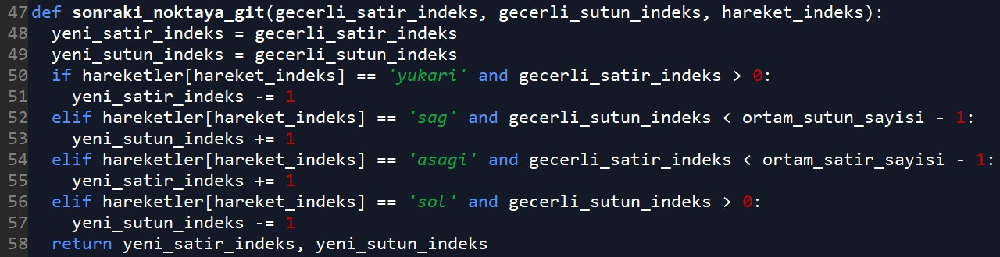 47 def sonraki_noktaya_git(gecerli_satir_indeks, gecerli_sutun_indeks, hareket_indeks):
48   yeni_satir_indeks = gecerli_satir_indeks
49   yeni_sutun_indeks = gecerli_sutun_indeks
50   if hareketler[hareket_indeks] == 'yukari' and gecerli_satir_indeks > 0:
51     yeni_satir_indeks -= 1
52   elif hareketler[hareket_indeks] == 'sag' and gecerli_sutun_indeks < ortam_sutun_sayisi - 1:
53     yeni_sutun_indeks += 1
54   elif hareketler[hareket_indeks] == 'asagi' and gecerli_satir_indeks < ortam_satir_sayisi - 1:
55     yeni_satir_indeks += 1
56   elif hareketler[hareket_indeks] == 'sol' and gecerli_sutun_indeks > 0:
57     yeni_sutun_indeks -= 1
58   return yeni_satir_indeks, yeni_sutun_indeks